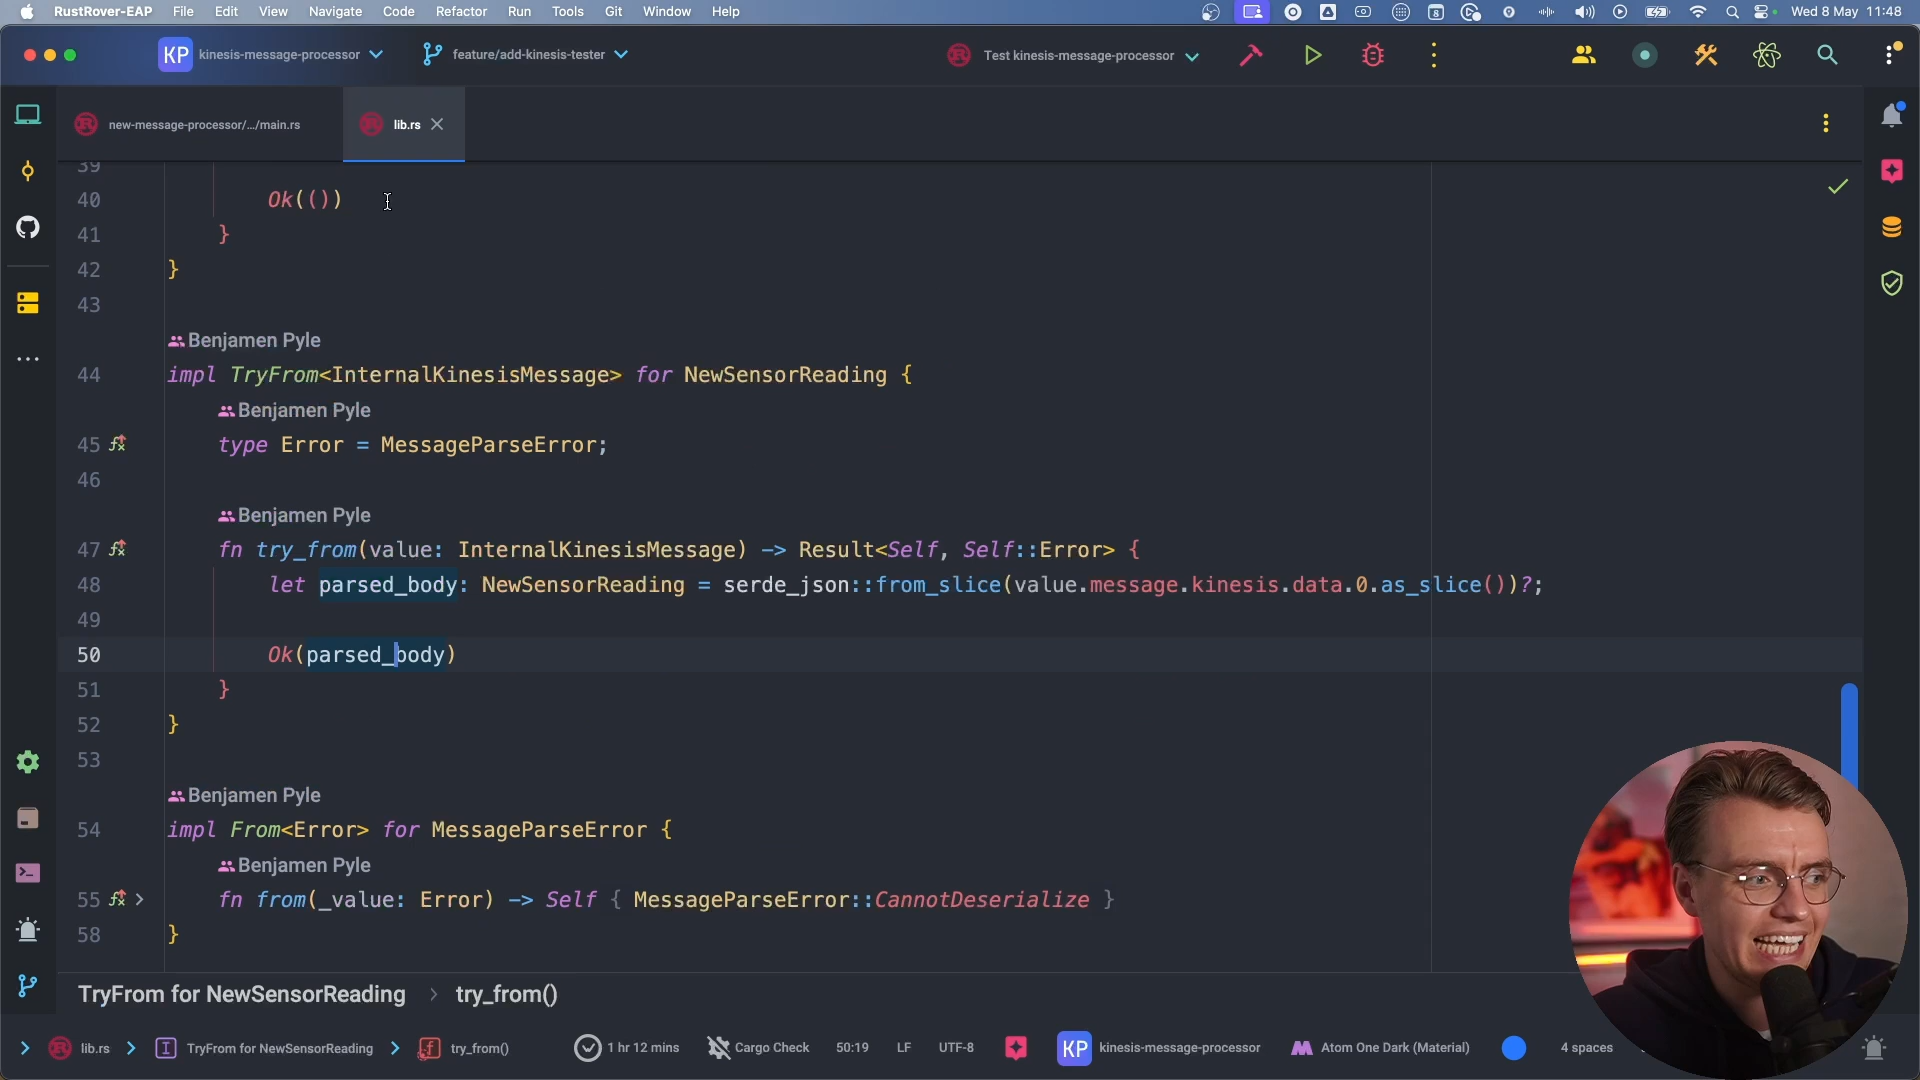 RustRover-EAP File Edit View Navigate Code Refactor Run Tools Git Window Help Wed 8 May 11:48
KP kinesis-message-processor feature/add-kinesis-tester Test kinesis-message-processor
new-message-processor/…/main.rs lib.rs
39
40 Ok(())
41 }
42 }
43
Benjamen Pyle
44 impl TryFrom<InternalKinesisMessage> for NewSensorReading {
Benjamen Pyle
45 type Error = MessageParseError;
46
Benjamen Pyle
47 fn try_from(value: InternalKinesisMessage) -> Result<Self, Self::Error> {
48 let parsed_body: NewSensorReading = serde_json::from_slice(value.message.kinesis.data.0.as_slice())?;
49
50 Ok(parsed_body)
51 }
52 }
53
Benjamen Pyle
54 impl From<Error> for MessageParseError {
Benjamen Pyle
55 fn from(_value: Error) -> Self { MessageParseError::CannotDeserialize }
58 }
TryFrom for NewSensorReading > try_from()
lib.rs TryFrom for NewSensorReading try_from() 1 hr 12 mins Cargo Check 50:19 LF UTF-8 KP kinesis-message-processor Atom One Dark (Material) 4 spaces